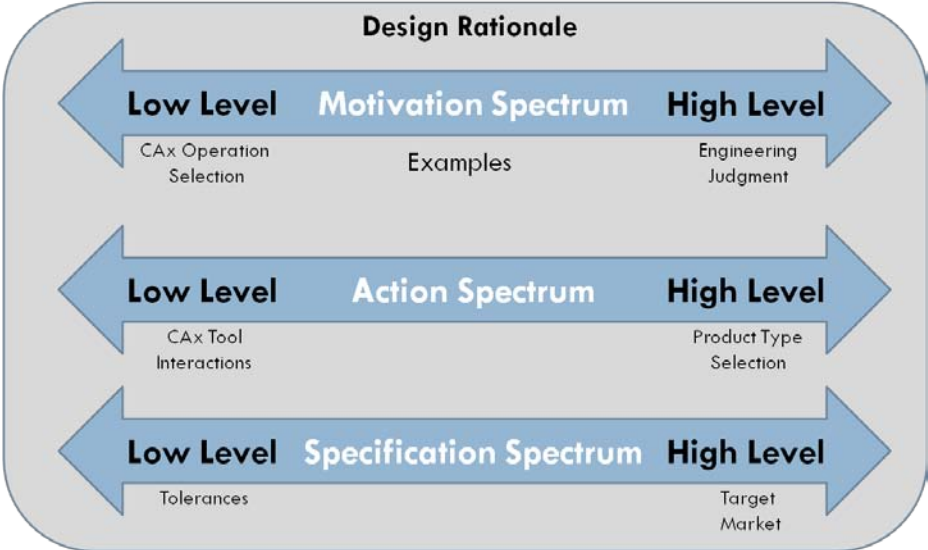 Design Rationale
Low Level Motivation Spectrum High Level
CAx Operation Selection
Examples
Engineering Judgment
Low Level Action Spectrum High Level
CAx Tool Interactions
Product Type Selection
Low Level Specification Spectrum High Level
Tolerances
Target Market